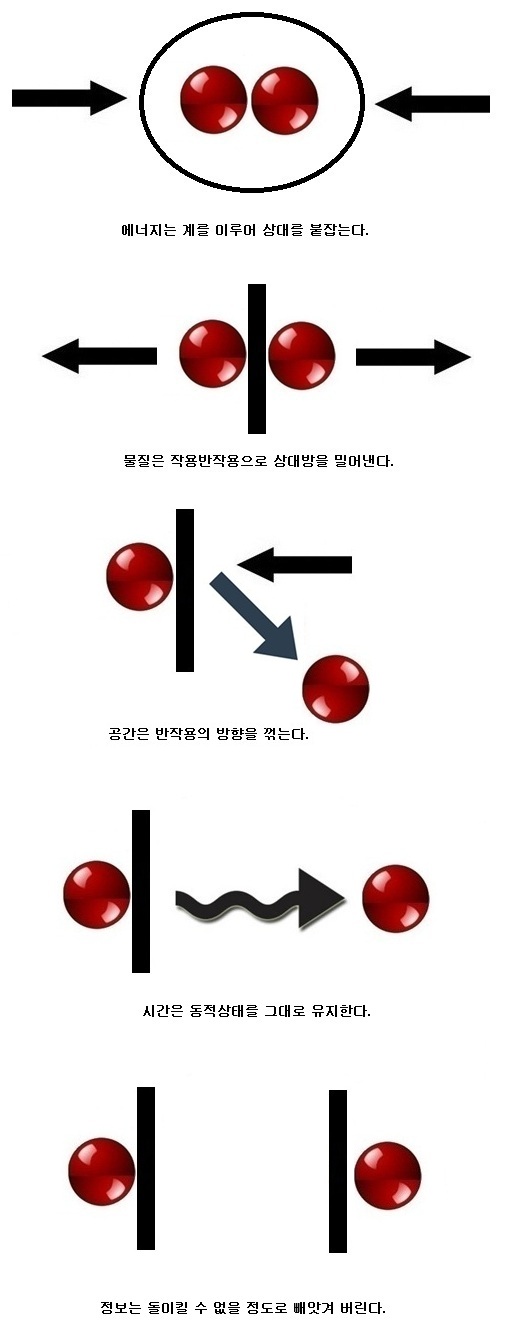 에너지는 계를 이루어 상대를 붙잡는다.
물질은 작용반작용으로 상대방을 밀어낸다.
공간은 반작용의 방향을 꺾는다.
시간은 동적상태를 그대로 유지한다.
정보는 돌이킬 수 없을 정도로 빼앗겨 버린다.